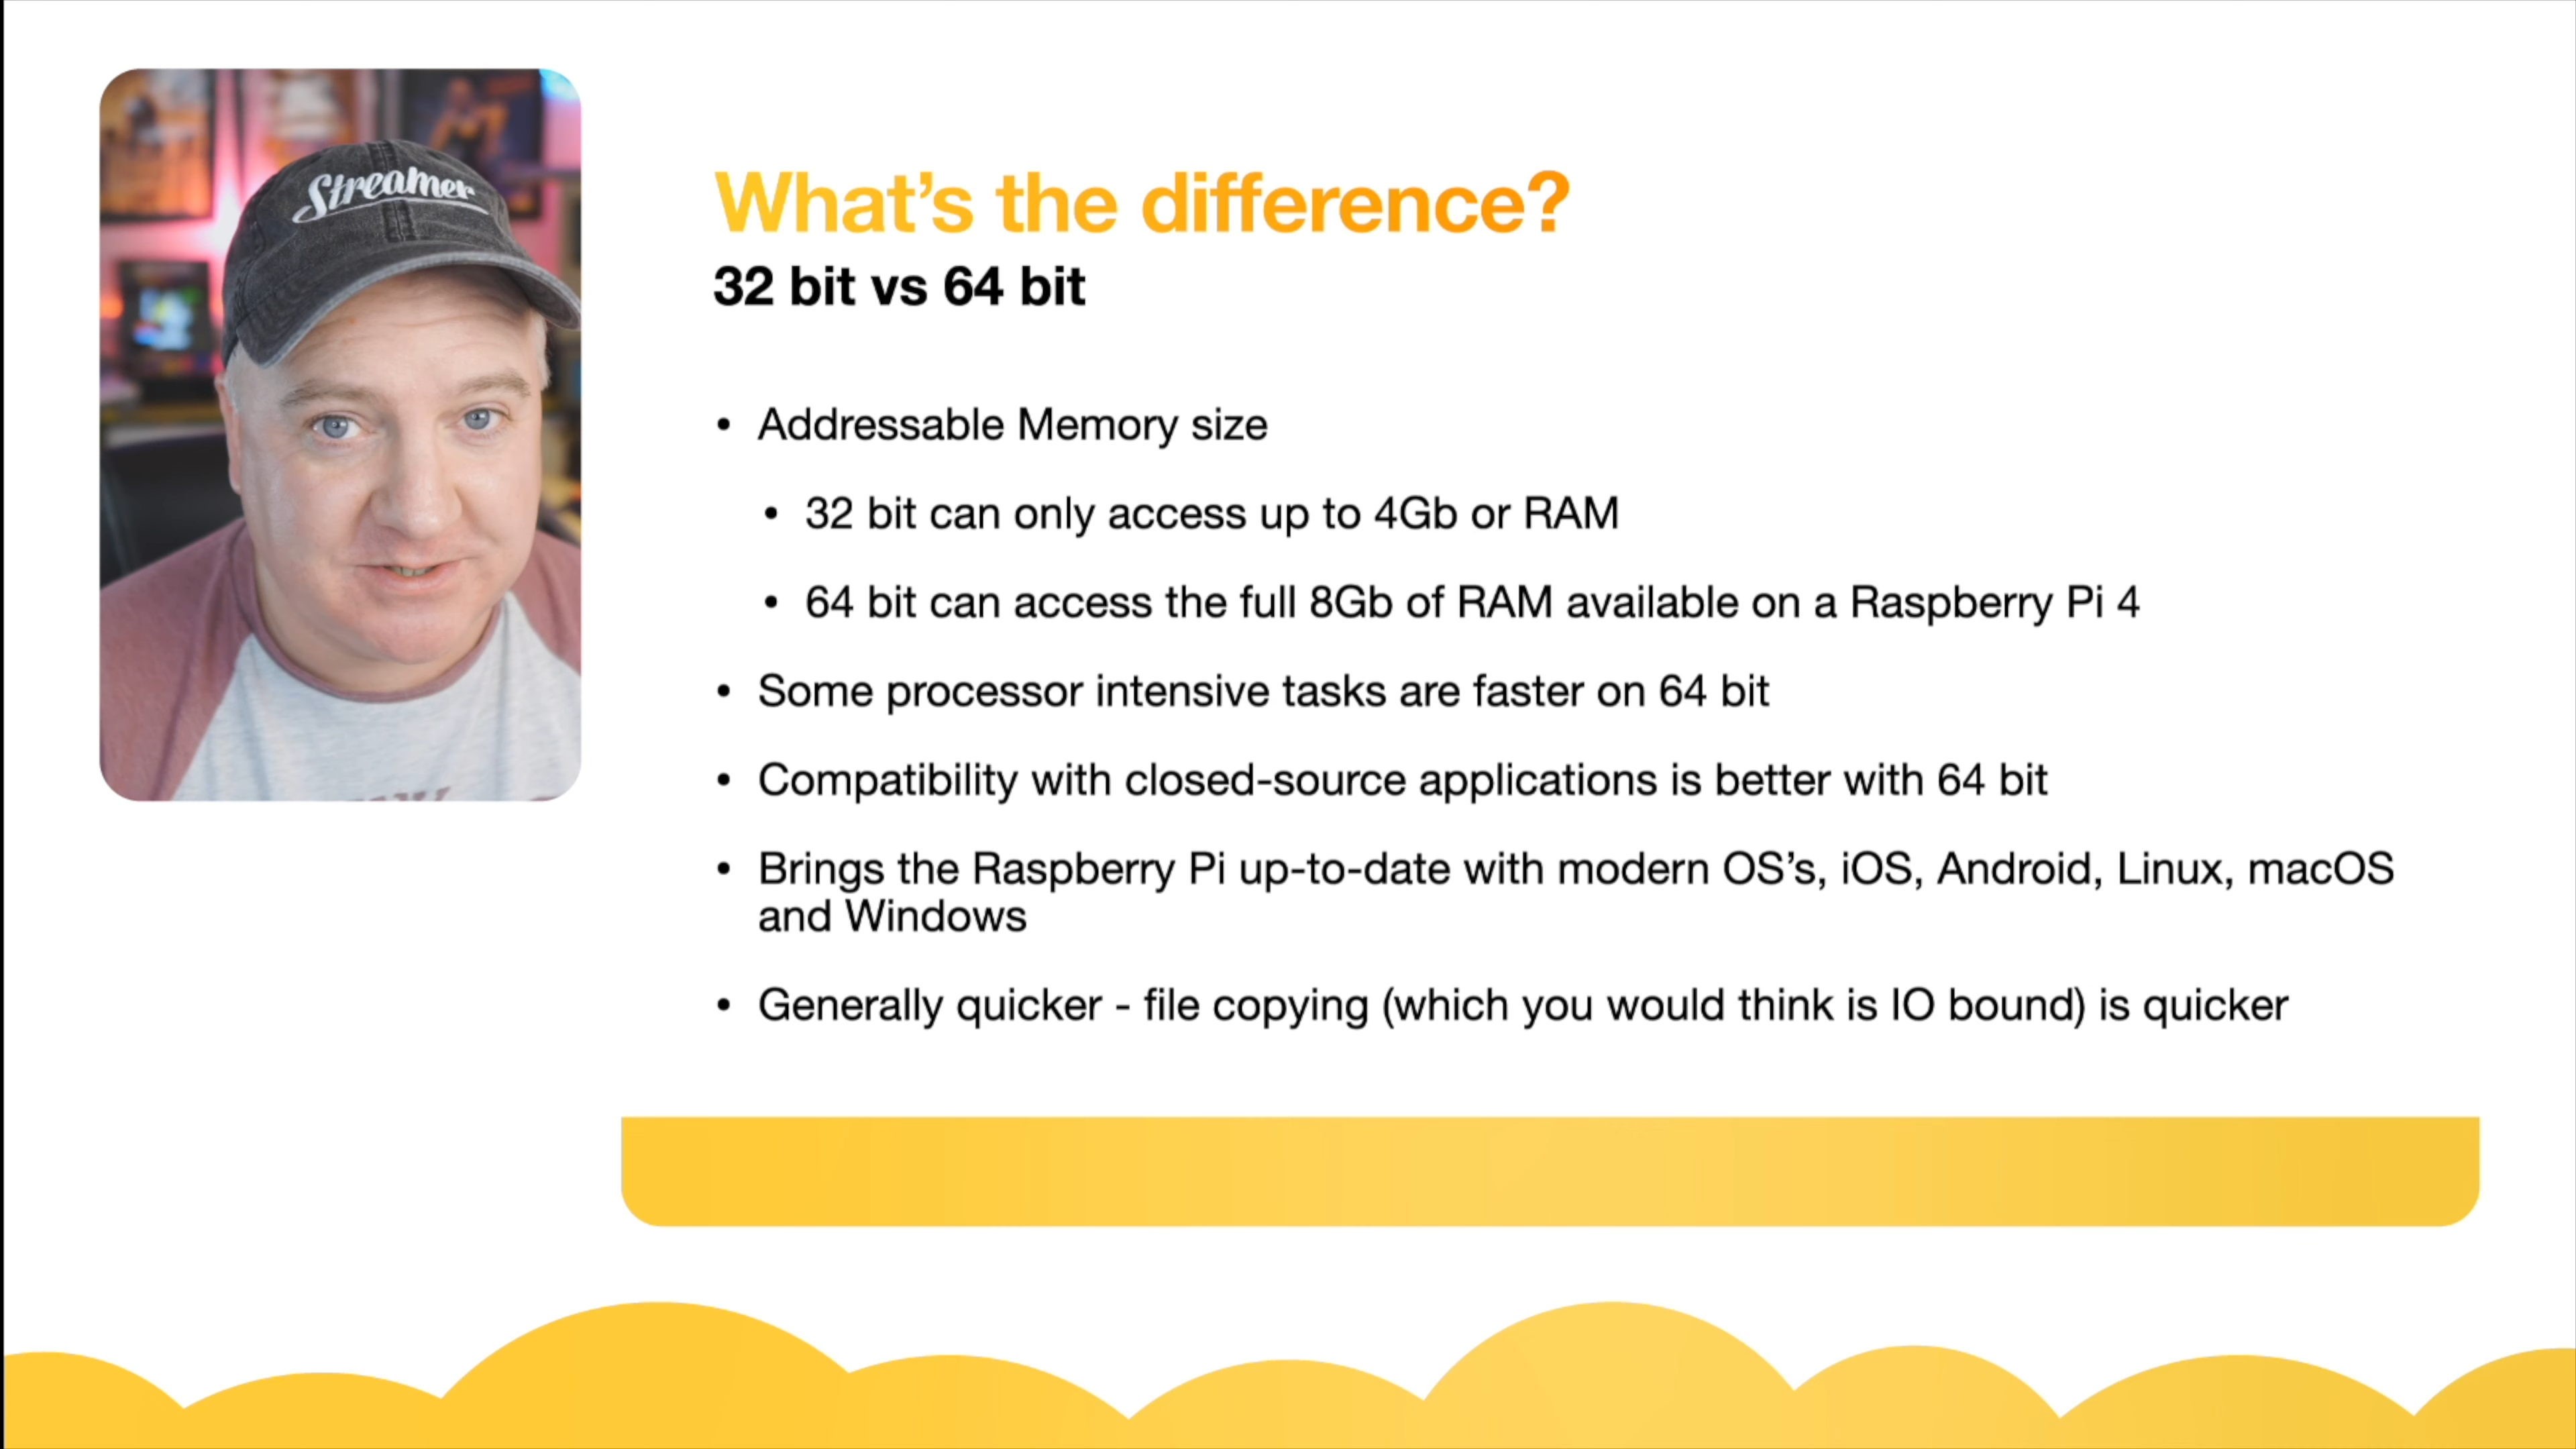 Streamer
What's the difference?
32 bit vs 64 bit
• Addressable Memory size
• 32 bit can only access up to 4Gb or RAM
• 64 bit can access the full 8Gb of RAM available on a Raspberry Pi 4
• Some processor intensive tasks are faster on 64 bit
• Compatibility with closed-source applications is better with 64 bit
• Brings the Raspberry Pi up-to-date with modern OS's, iOS, Android, Linux, macOS
and Windows
• Generally quicker - file copying (which you would think is IO bound) is quicker